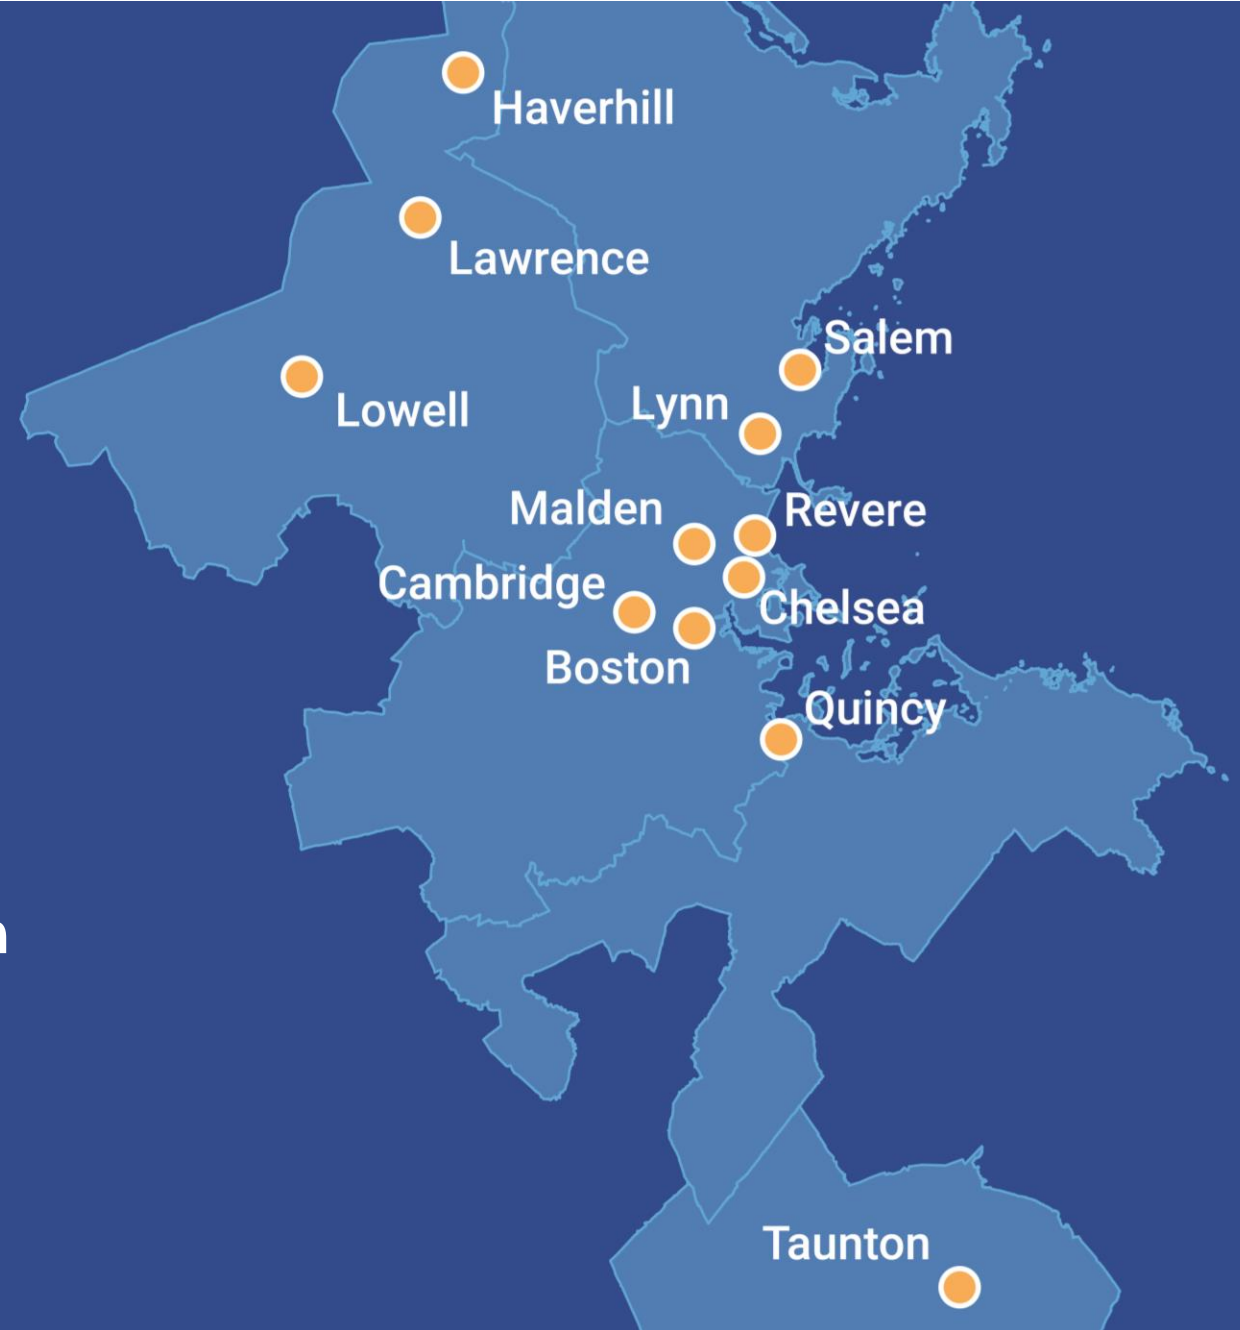 Haverhill
Lawrence
Salem
Lynn
Lowell
Malden
Revere
Cambridge
Chelsea
Boston
Quincy
Taunton